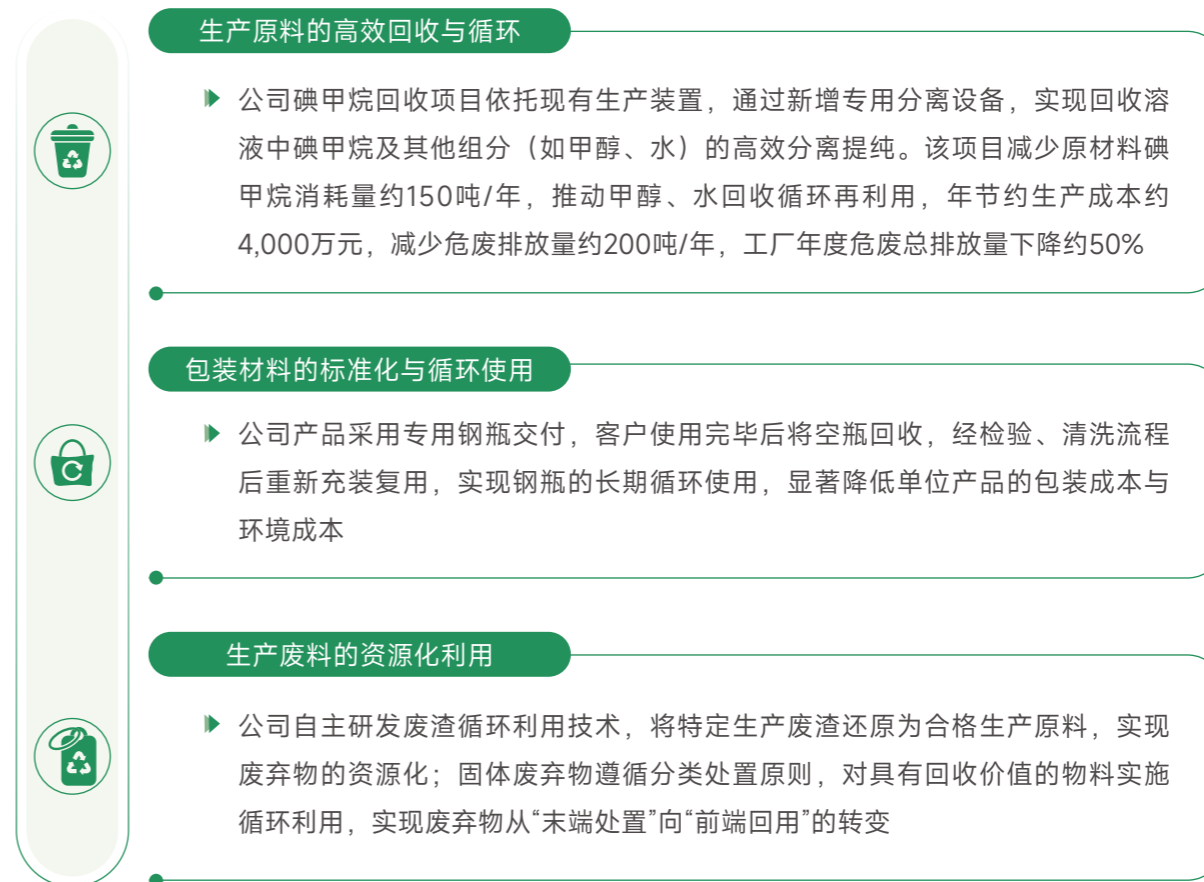 生产原料的高效回收与循环
公司碘甲烷回收项目依托现有生产装置，通过新增专用分离设备，实现回收溶
液中碘甲烷及其他组分（如甲醇、水）的高效分离提纯。该项目减少原材料碘
甲烷消耗量约150吨/年，推动甲醇、水回收循环再利用，年节约生产成本约
4,000万元，减少危废排放量约200吨/年，工厂年度危废总排放量下降约50%
包装材料的标准化与循环使用
公司产品采用专用钢瓶交付，客户使用完毕后将空瓶回收，经检验、清洗流程
后重新充装复用，实现钢瓶的长期循环使用，显著降低单位产品的包装成本与
环境成本
生产废料的资源化利用
公司自主研发废渣循环利用技术，将特定生产废渣还原为合格生产原料，实现
废弃物的资源化；固体废弃物遵循分类处置原则，对具有回收价值的物料实施
循环利用，实现废弃物从“末端处置”向“前端回用”的转变